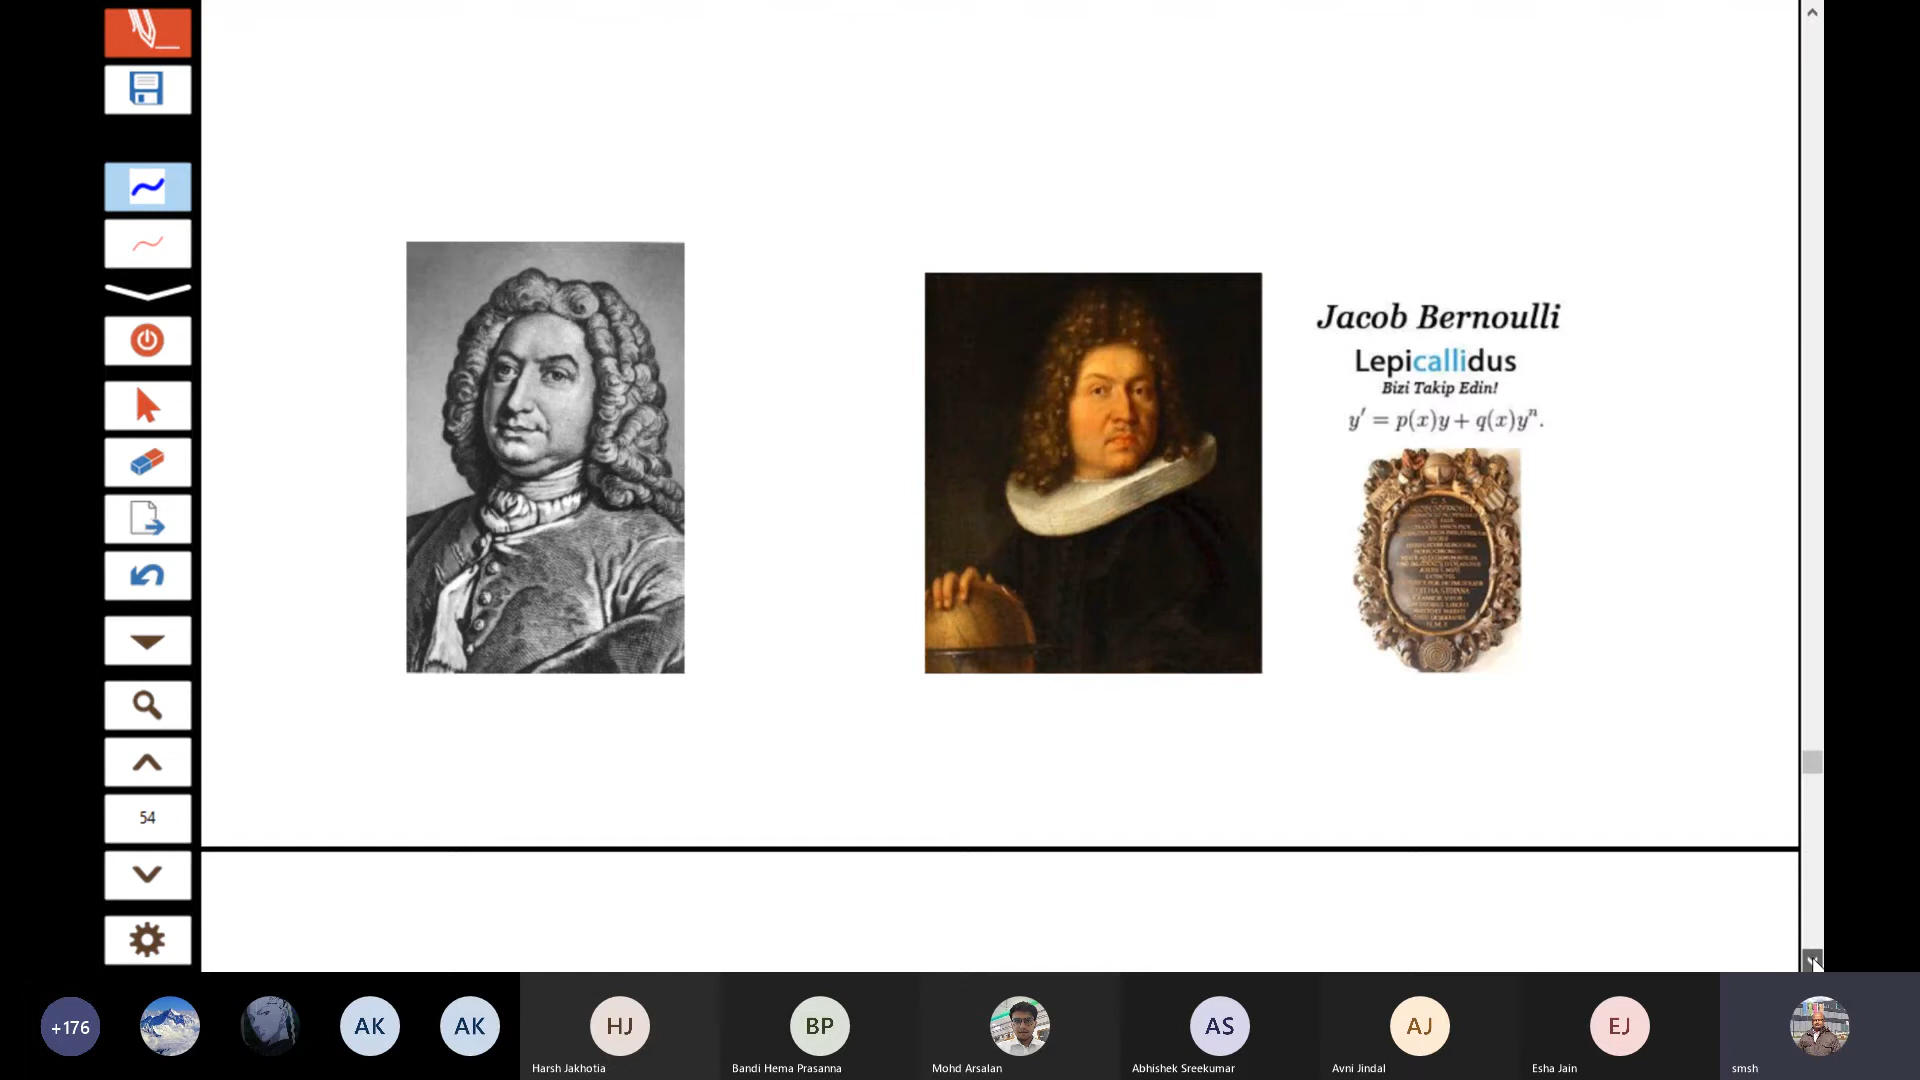 Jacob Bernoulli
Lepicallidus
Bizi Takip Edin!
y′ = p(x)y + q(x)yⁿ.
54
+176
AK
AK
HJ
BP
AS
AJ
EJ
Harsh Jakhotia
Bandi Hema Prasanna
Mohd Arsalan
Abhishek Sreekumar
Avni Jindal
Esha Jain
smsh